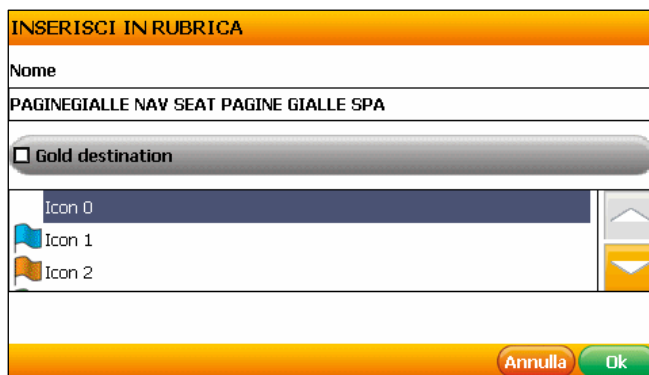 INSERISCI IN RUBRICA
Nome
PAGINEGIALLE NAV SEAT PAGINE GIALLE SPA
Gold destination
Icon 0
Icon 1
Icon 2
Annulla Ok